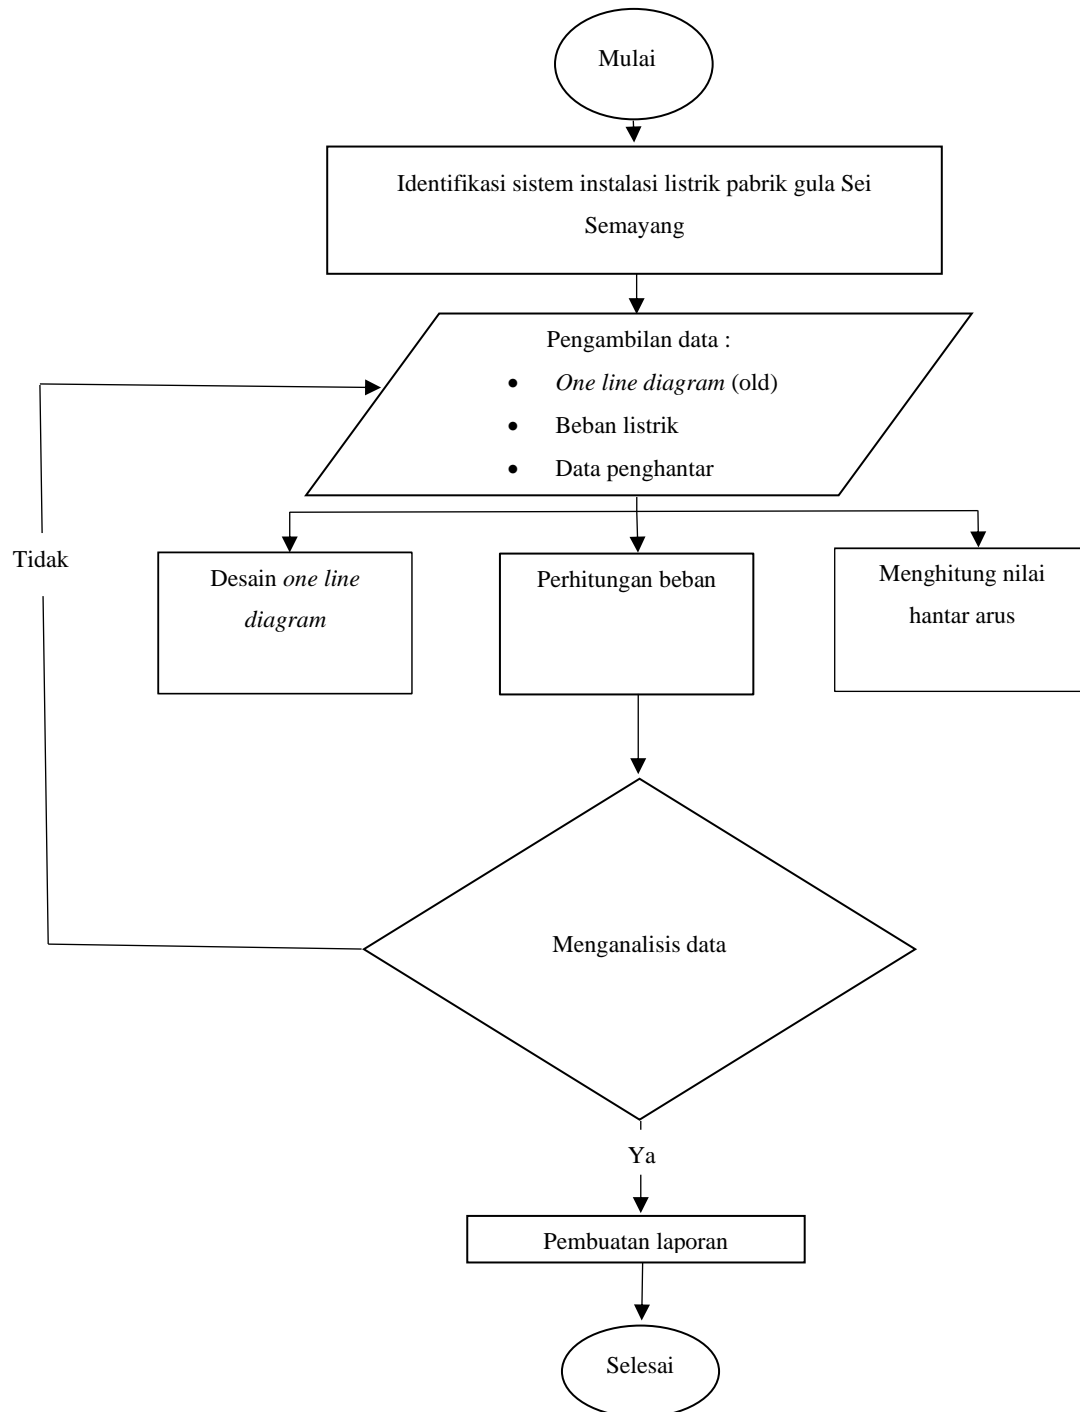 Mulai
Identifikasi sistem instalasi listrik pabrik gula Sei
Semayang
Pengambilan data :
• One line diagram (old)
• Beban listrik
• Data penghantar
Tidak
Desain one line
diagram
Perhitungan beban
Menghitung nilai
hantar arus
Menganalisis data
Ya
Pembuatan laporan
Selesai